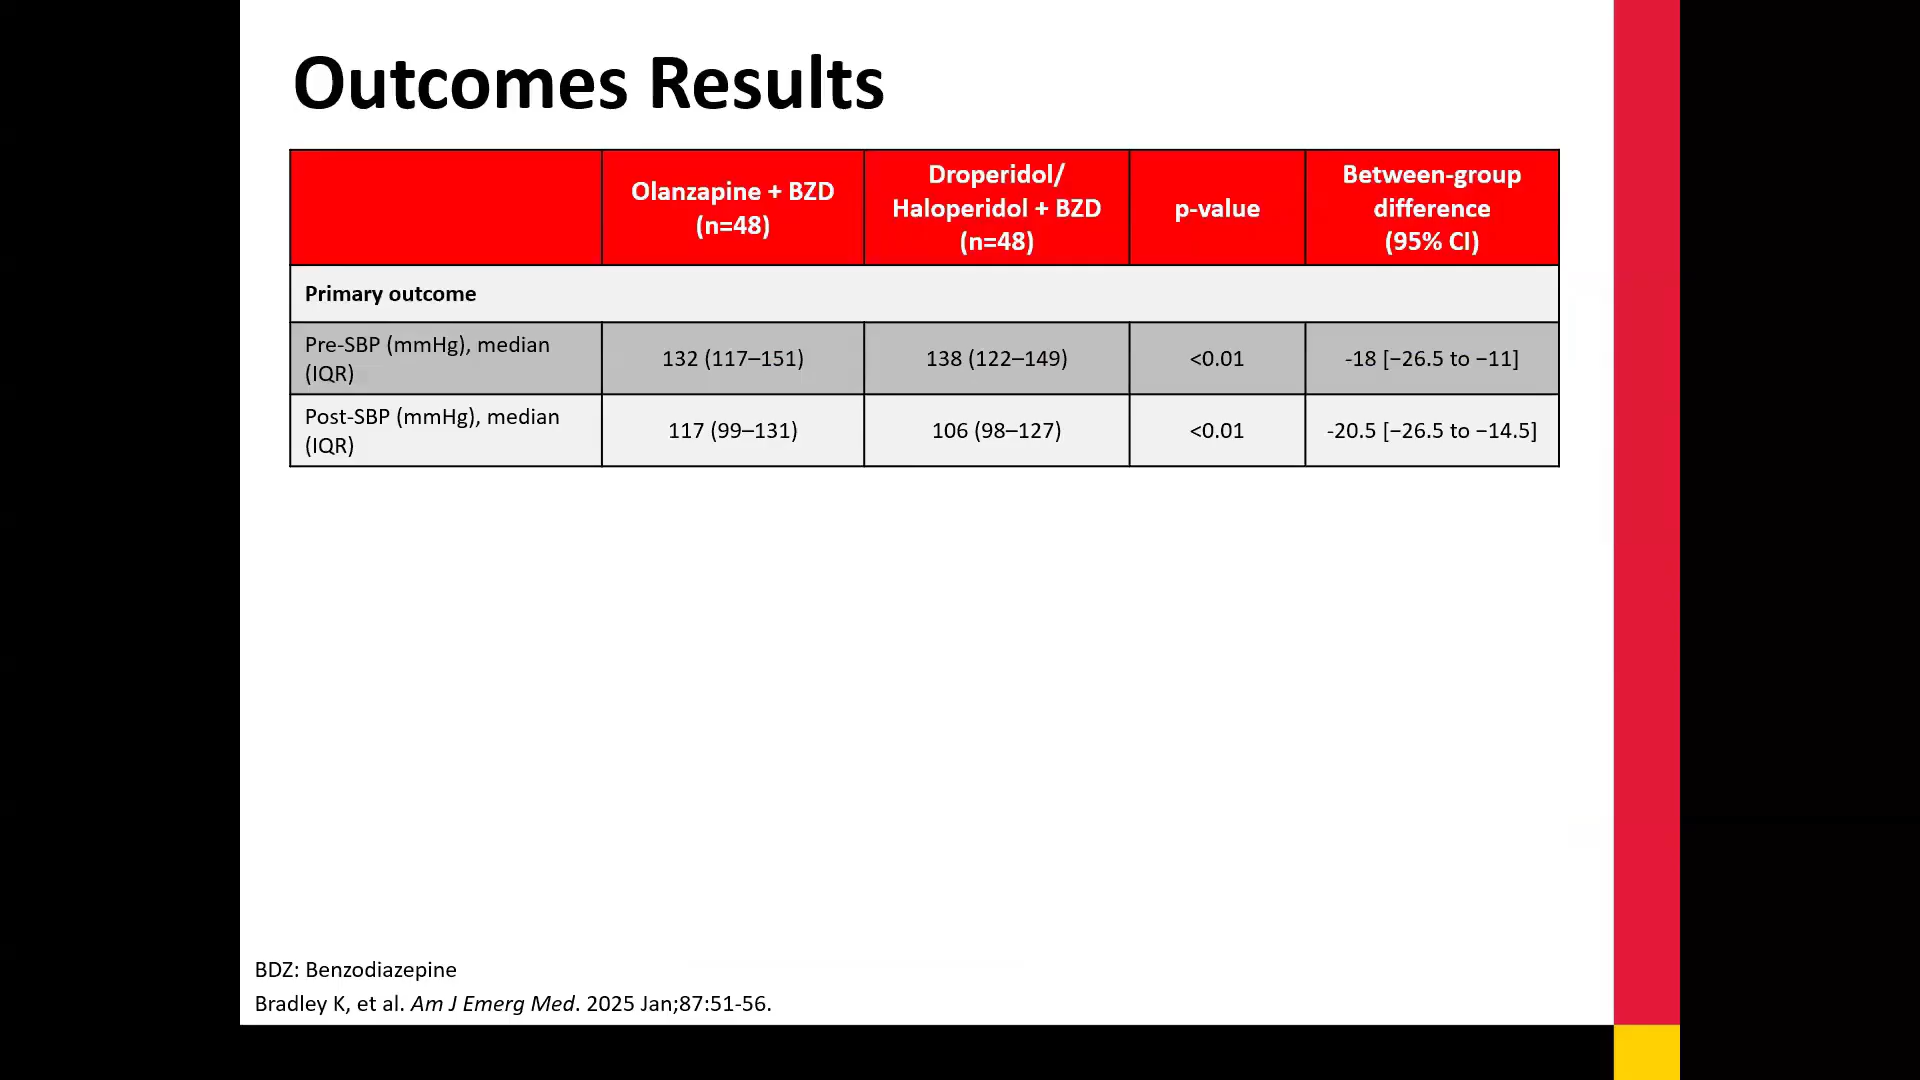 Outcomes Results
Olanzapine + BZD
(n=48)
Droperidol/
Haloperidol + BZD
(n=48)
p-value
Between-group
difference
(95% CI)
Primary outcome
Pre-SBP (mmHg), median
(IQR)
132 (117–151)
138 (122–149)
<0.01
-18 [−26.5 to −11]
Post-SBP (mmHg), median
(IQR)
117 (99–131)
106 (98–127)
<0.01
-20.5 [−26.5 to −14.5]
BDZ: Benzodiazepine
Bradley K, et al. Am J Emerg Med. 2025 Jan;87:51-56.